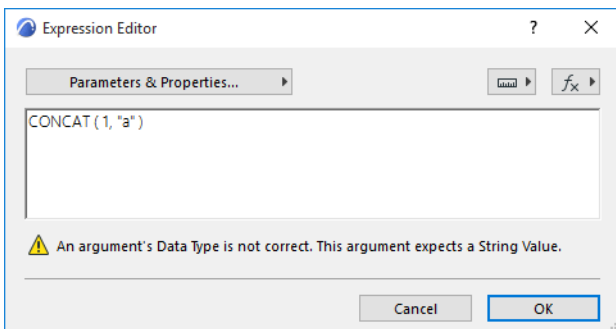 Expression Editor
?
Parameters & Properties...
fx
CONCAT ( 1, "a" )
An argument's Data Type is not correct. This argument expects a String Value.
Cancel
OK